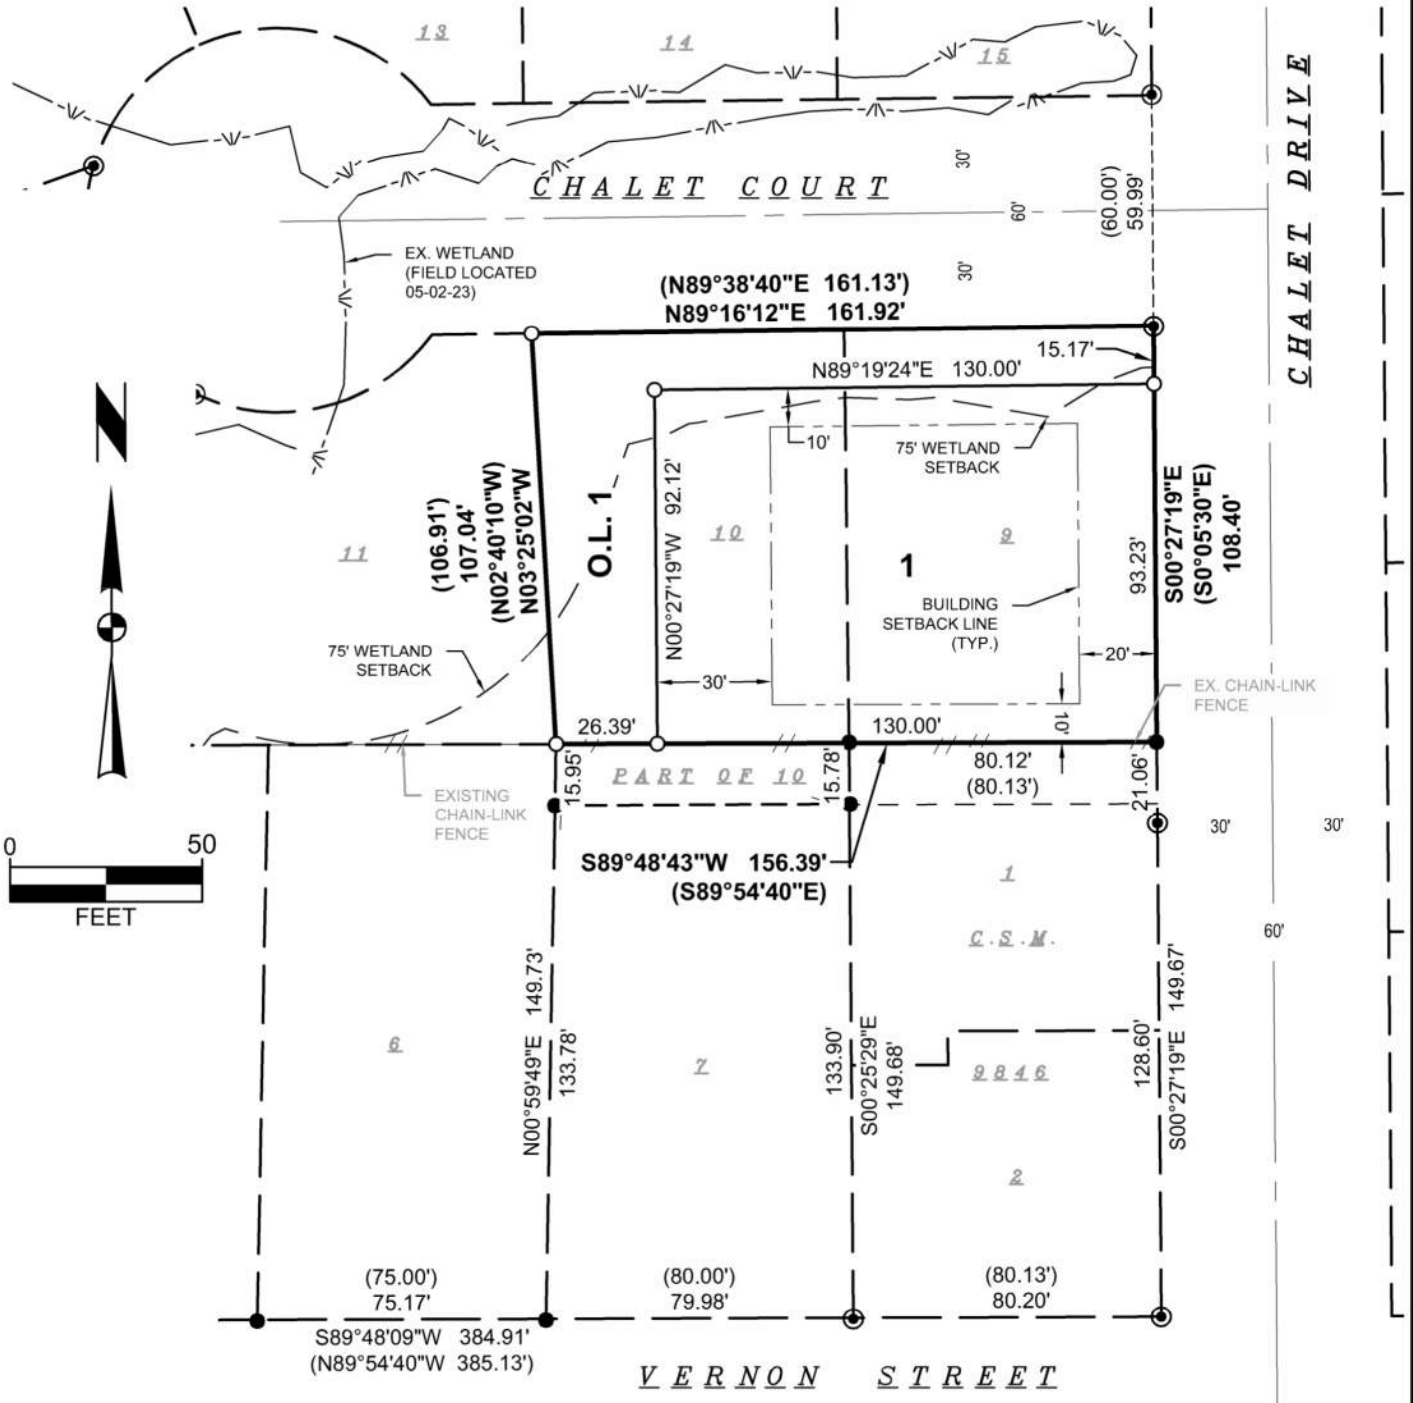 13
14
15
CHALET COURT
CHALET DRIVE
30'
60'
30'
(60.00')
59.99'
EX. WETLAND
(FIELD LOCATED
05-02-23)
(N89°38'40"E 161.13')
N89°16'12"E 161.92'
15.17'
N89°19'24"E 130.00'
10'
75' WETLAND
SETBACK
N
(106.91')
107.04'
(N02°40'10"W)
N03°25'02"W
O.L. 1
N00°27'19"W 92.12'
10
9
11
1
93.23'
S00°27'19"E
(S0°05'30"E)
108.40'
BUILDING
SETBACK LINE
(TYP.)
75' WETLAND
SETBACK
30'
20'
EX. CHAIN-LINK
FENCE
26.39'
130.00'
10'
15.95'
PART OF 10
15.78'
80.12'
(80.13')
21.06'
EXISTING
CHAIN-LINK
FENCE
30'
30'
0 50
FEET
S89°48'43"W 156.39'
(S89°54'40"E)
1
C.S.M.
60'
N00°59'49"E 149.73'
133.78'
6
7
133.90'
S00°25'29"E
149.68'
9846
128.60'
S00°27'19"E 149.67'
2
(75.00')
75.17'
(80.00')
79.98'
(80.13')
80.20'
S89°48'09"W 384.91'
(N89°54'40"W 385.13')
VERNON STREET